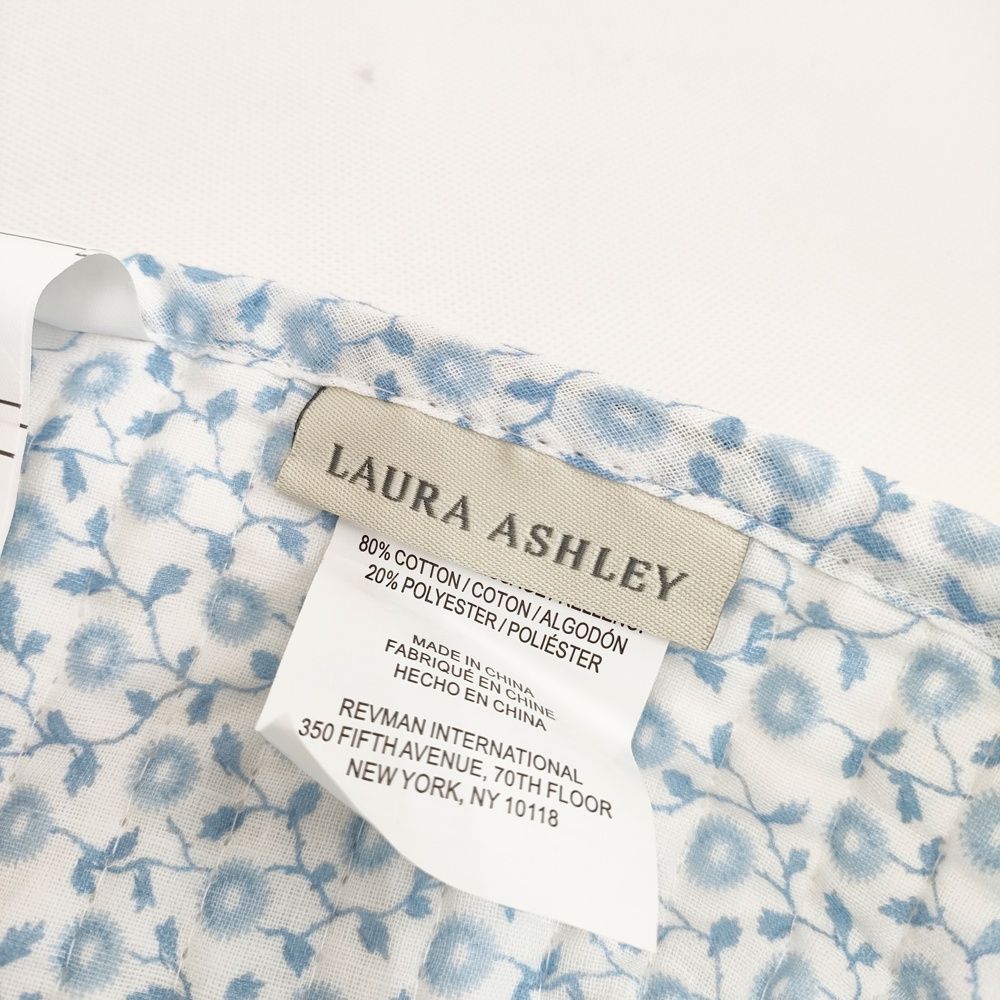 LAURA ASHLEY
80% COTTON / COTON / ALGODÓN
20% POLYESTER / POLIÉSTER
MADE IN CHINA
FABRIQUÉ EN CHINE
HECHO EN CHINA
REVMAN INTERNATIONAL
350 FIFTH AVENUE, 70TH FLOOR
NEW YORK, NY 10118